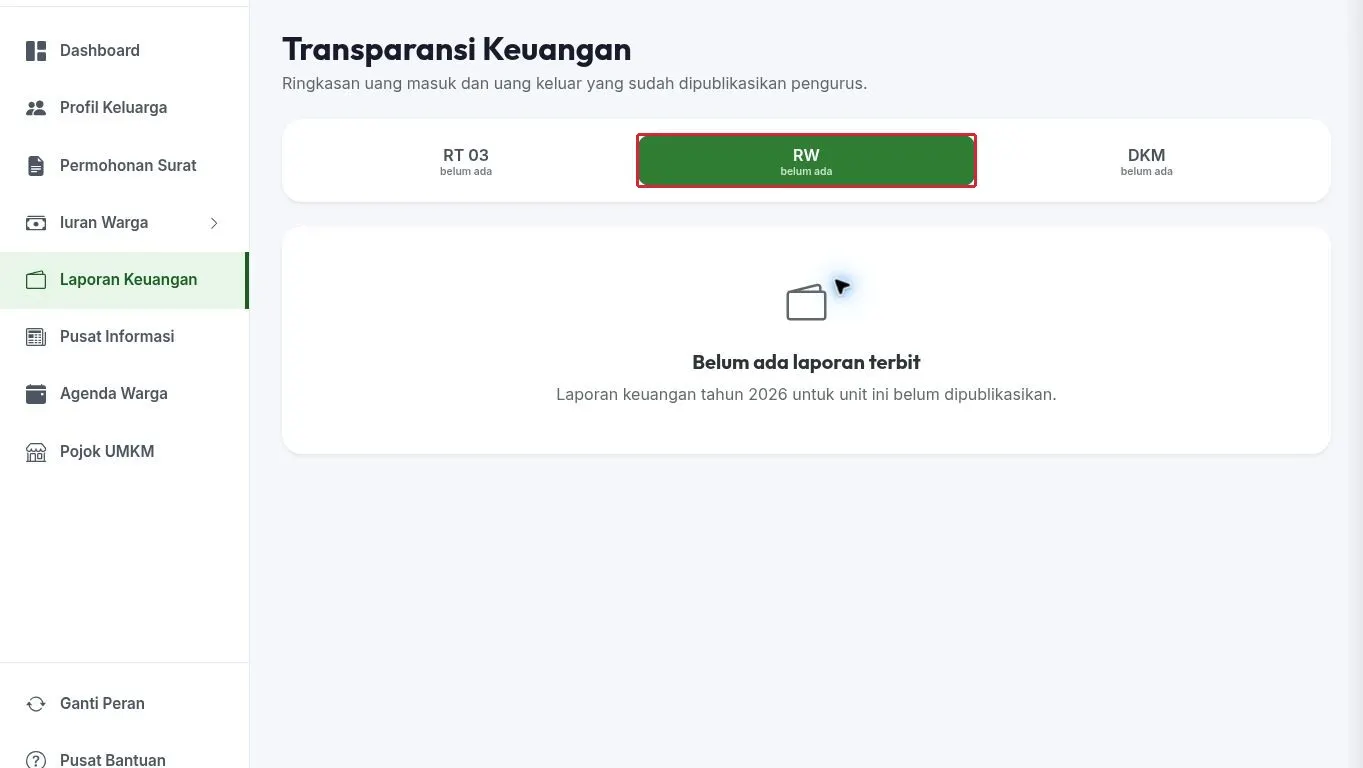 Dashboard
Profil Keluarga
Permohonan Surat
Iuran Warga
Laporan Keuangan
Pusat Informasi
Agenda Warga
Pojok UMKM
Ganti Peran
Pusat Bantuan
Transparansi Keuangan
Ringkasan uang masuk dan uang keluar yang sudah dipublikasikan pengurus.
RT 03
belum ada
RW
belum ada
DKM
belum ada
Belum ada laporan terbit
Laporan keuangan tahun 2026 untuk unit ini belum dipublikasikan.